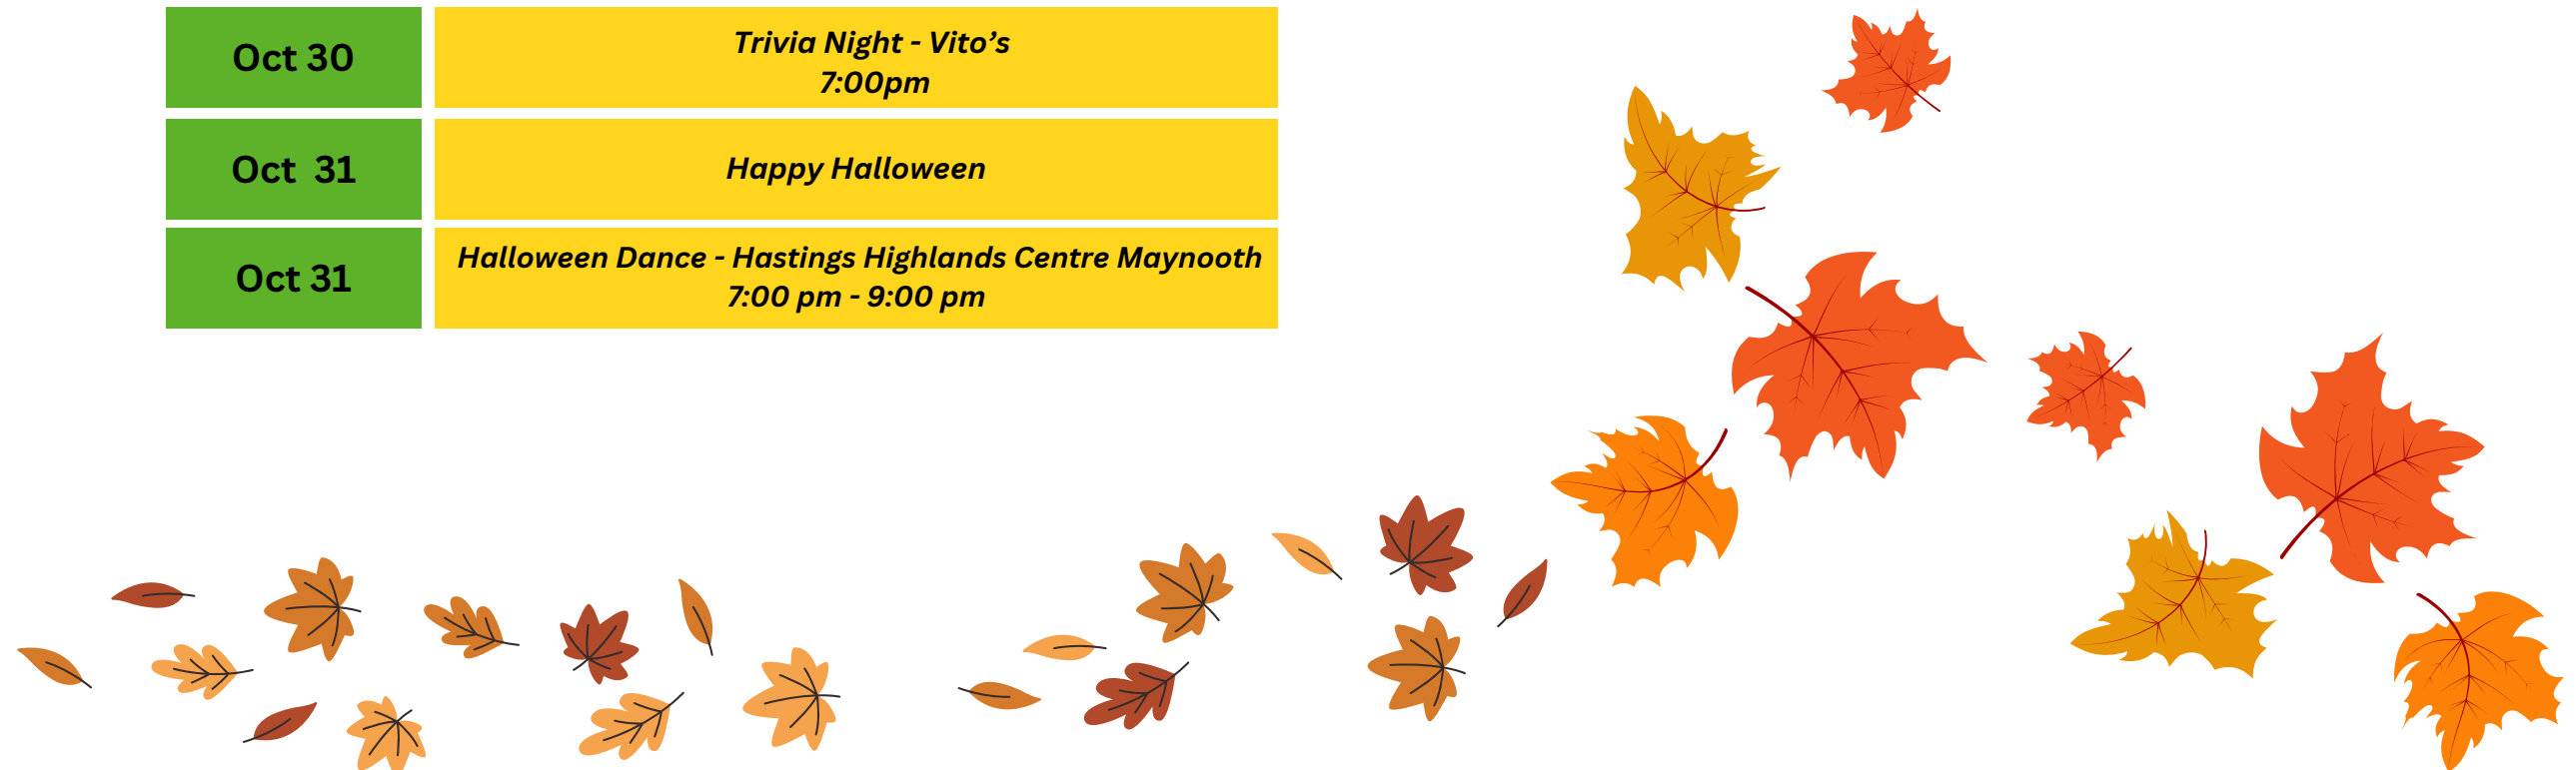 Oct 30
Trivia Night - Vito’s
7:00pm
Oct 31
Happy Halloween
Oct 31
Halloween Dance - Hastings Highlands Centre Maynooth
7:00 pm - 9:00 pm